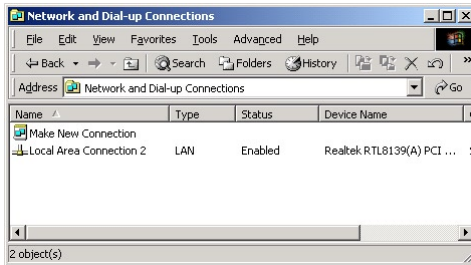 Network and Dial-up Connections
File Edit View Favorites Tools Advanced Help
Back Search Folders History »
Address Network and Dial-up Connections Go
Name Type Status Device Name
Make New Connection
Local Area Connection 2 LAN Enabled Realtek RTL8139(A) PCI ...
2 object(s)